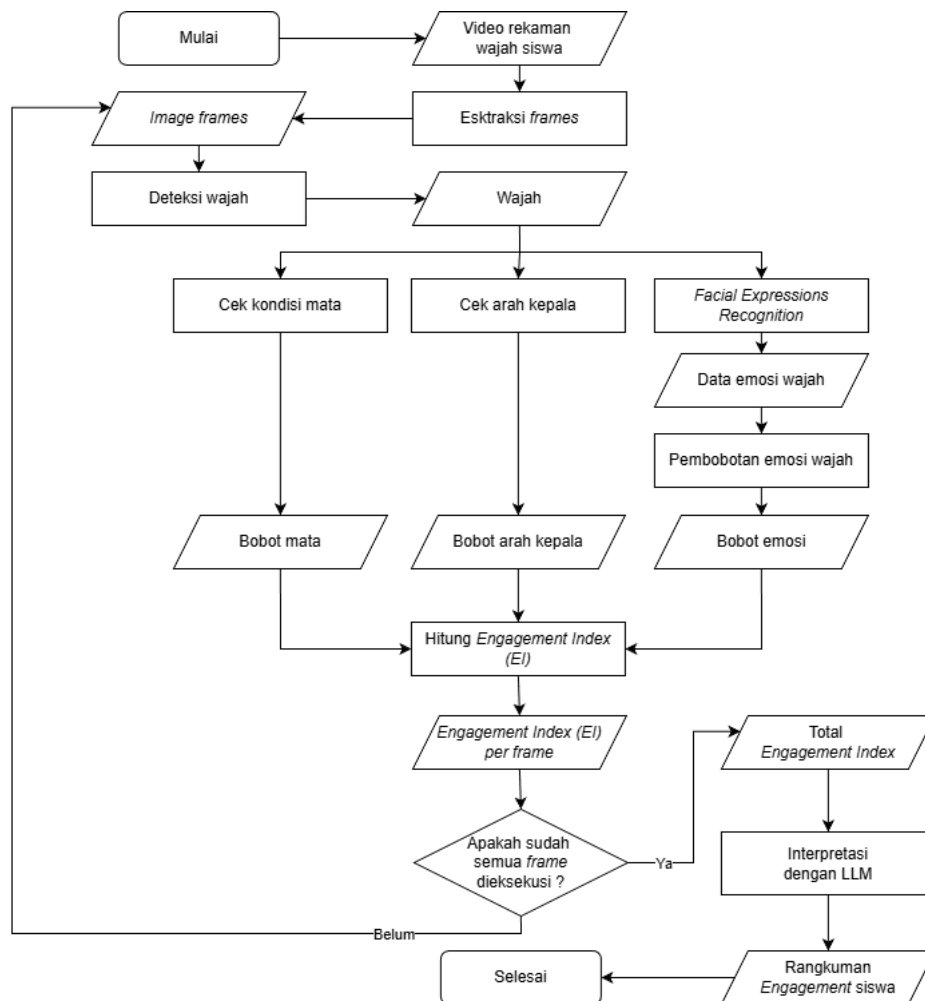 Mulai
Video rekaman
wajah siswa
Image frames
Esktraksi frames
Deteksi wajah
Wajah
Cek kondisi mata
Cek arah kepala
Facial Expressions
Recognition
Data emosi wajah
Pembobotan emosi wajah
Bobot mata
Bobot arah kepala
Bobot emosi
Hitung Engagement Index
(EI)
Engagement Index (EI)
per frame
Total
Engagement Index
Apakah sudah
semua frame
dieksekusi ?
Ya
Interpretasi
dengan LLM
Belum
Selesai
Rangkuman
Engagement siswa